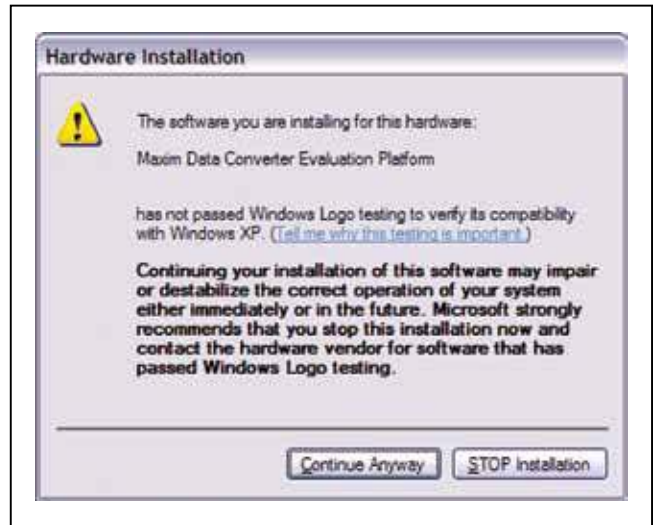 Hardware Installation
The software you are installing for this hardware:
Maxim Data Converter Evaluation Platform
has not passed Windows Logo testing to verify its compatibility
with Windows XP. (Tell me why this testing is important.)
Continuing your installation of this software may impair
or destabilize the correct operation of your system
either immediately or in the future. Microsoft strongly
recommends that you stop this installation now and
contact the hardware vendor for software that has
passed Windows Logo testing.
Continue Anyway
STOP Installation